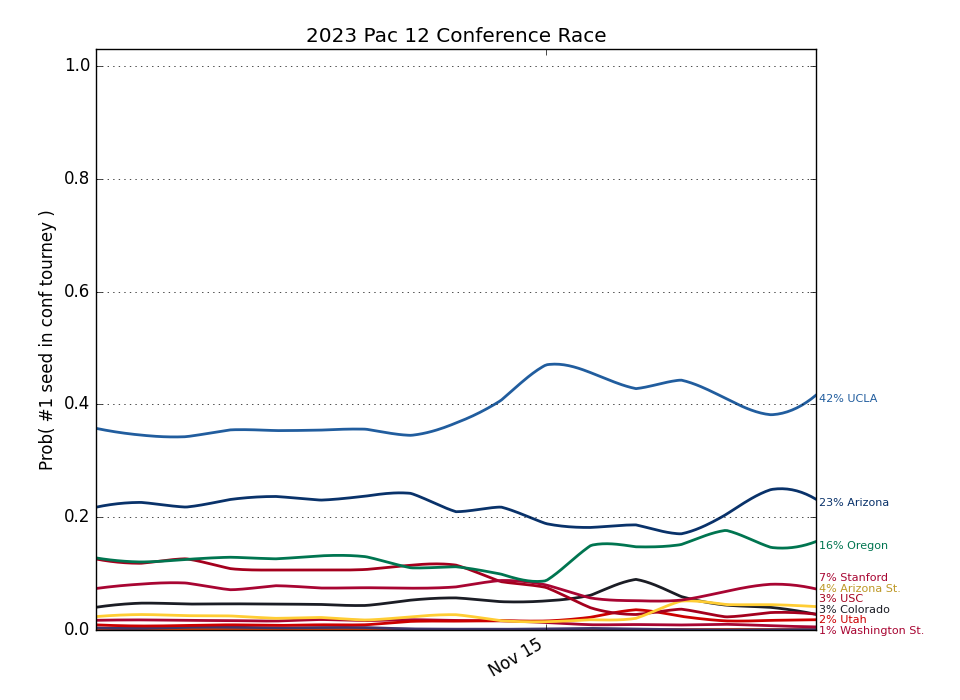 2023 Pac 12 Conference Race
1.0
0.8
0.6
0.4
0.2
0.0
Prob( #1 seed in conf tourney )
Nov 15
42% UCLA
23% Arizona
16% Oregon
7% Stanford
4% Arizona St.
3% USC
3% Colorado
2% Utah
1% Washington St.